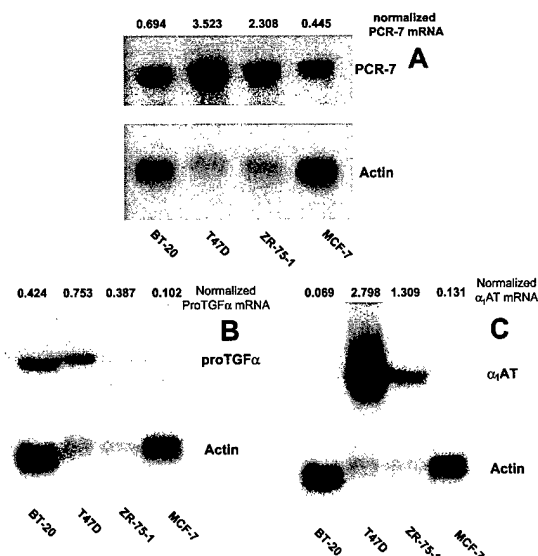 0.694 3.523 2.308 0.445 normalized
PCR-7 mRNA
A
PCR-7
Actin
BT-20 T47D ZR-75-1 MCF-7
0.424 0.753 0.387 0.102 Normalized
ProTGFα mRNA
B
proTGFα
Actin
BT-20 T47D ZR-75-1 MCF-7
0.069 2.798 1.309 0.131 Normalized
α₁AT mRNA
C
α₁AT
Actin
BT-20 T47D ZR-75-1 MCF-7